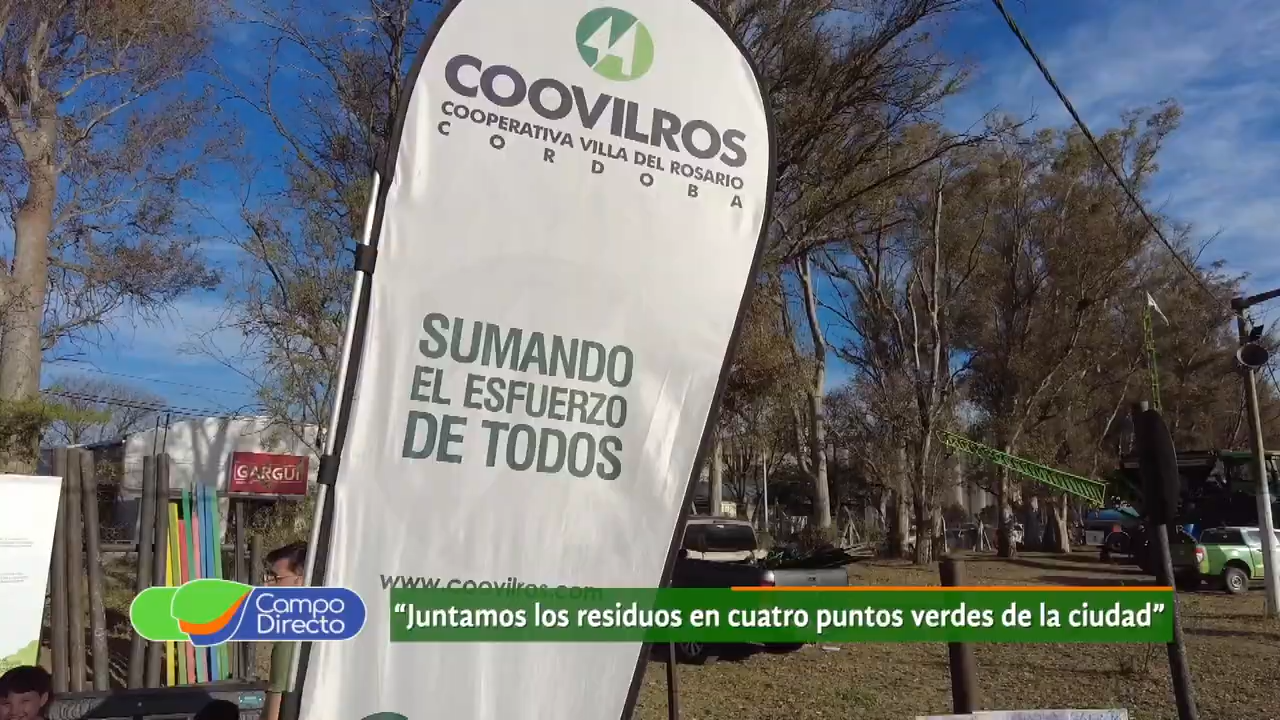 COOVILROS
COOPERATIVA VILLA DEL ROSARIO
CORDOBA
SUMANDO
EL ESFUERZO
DE TODOS
www.coovilros.com
GARGÜI
Campo
Directo
“Juntamos los residuos en cuatro puntos verdes de la ciudad”